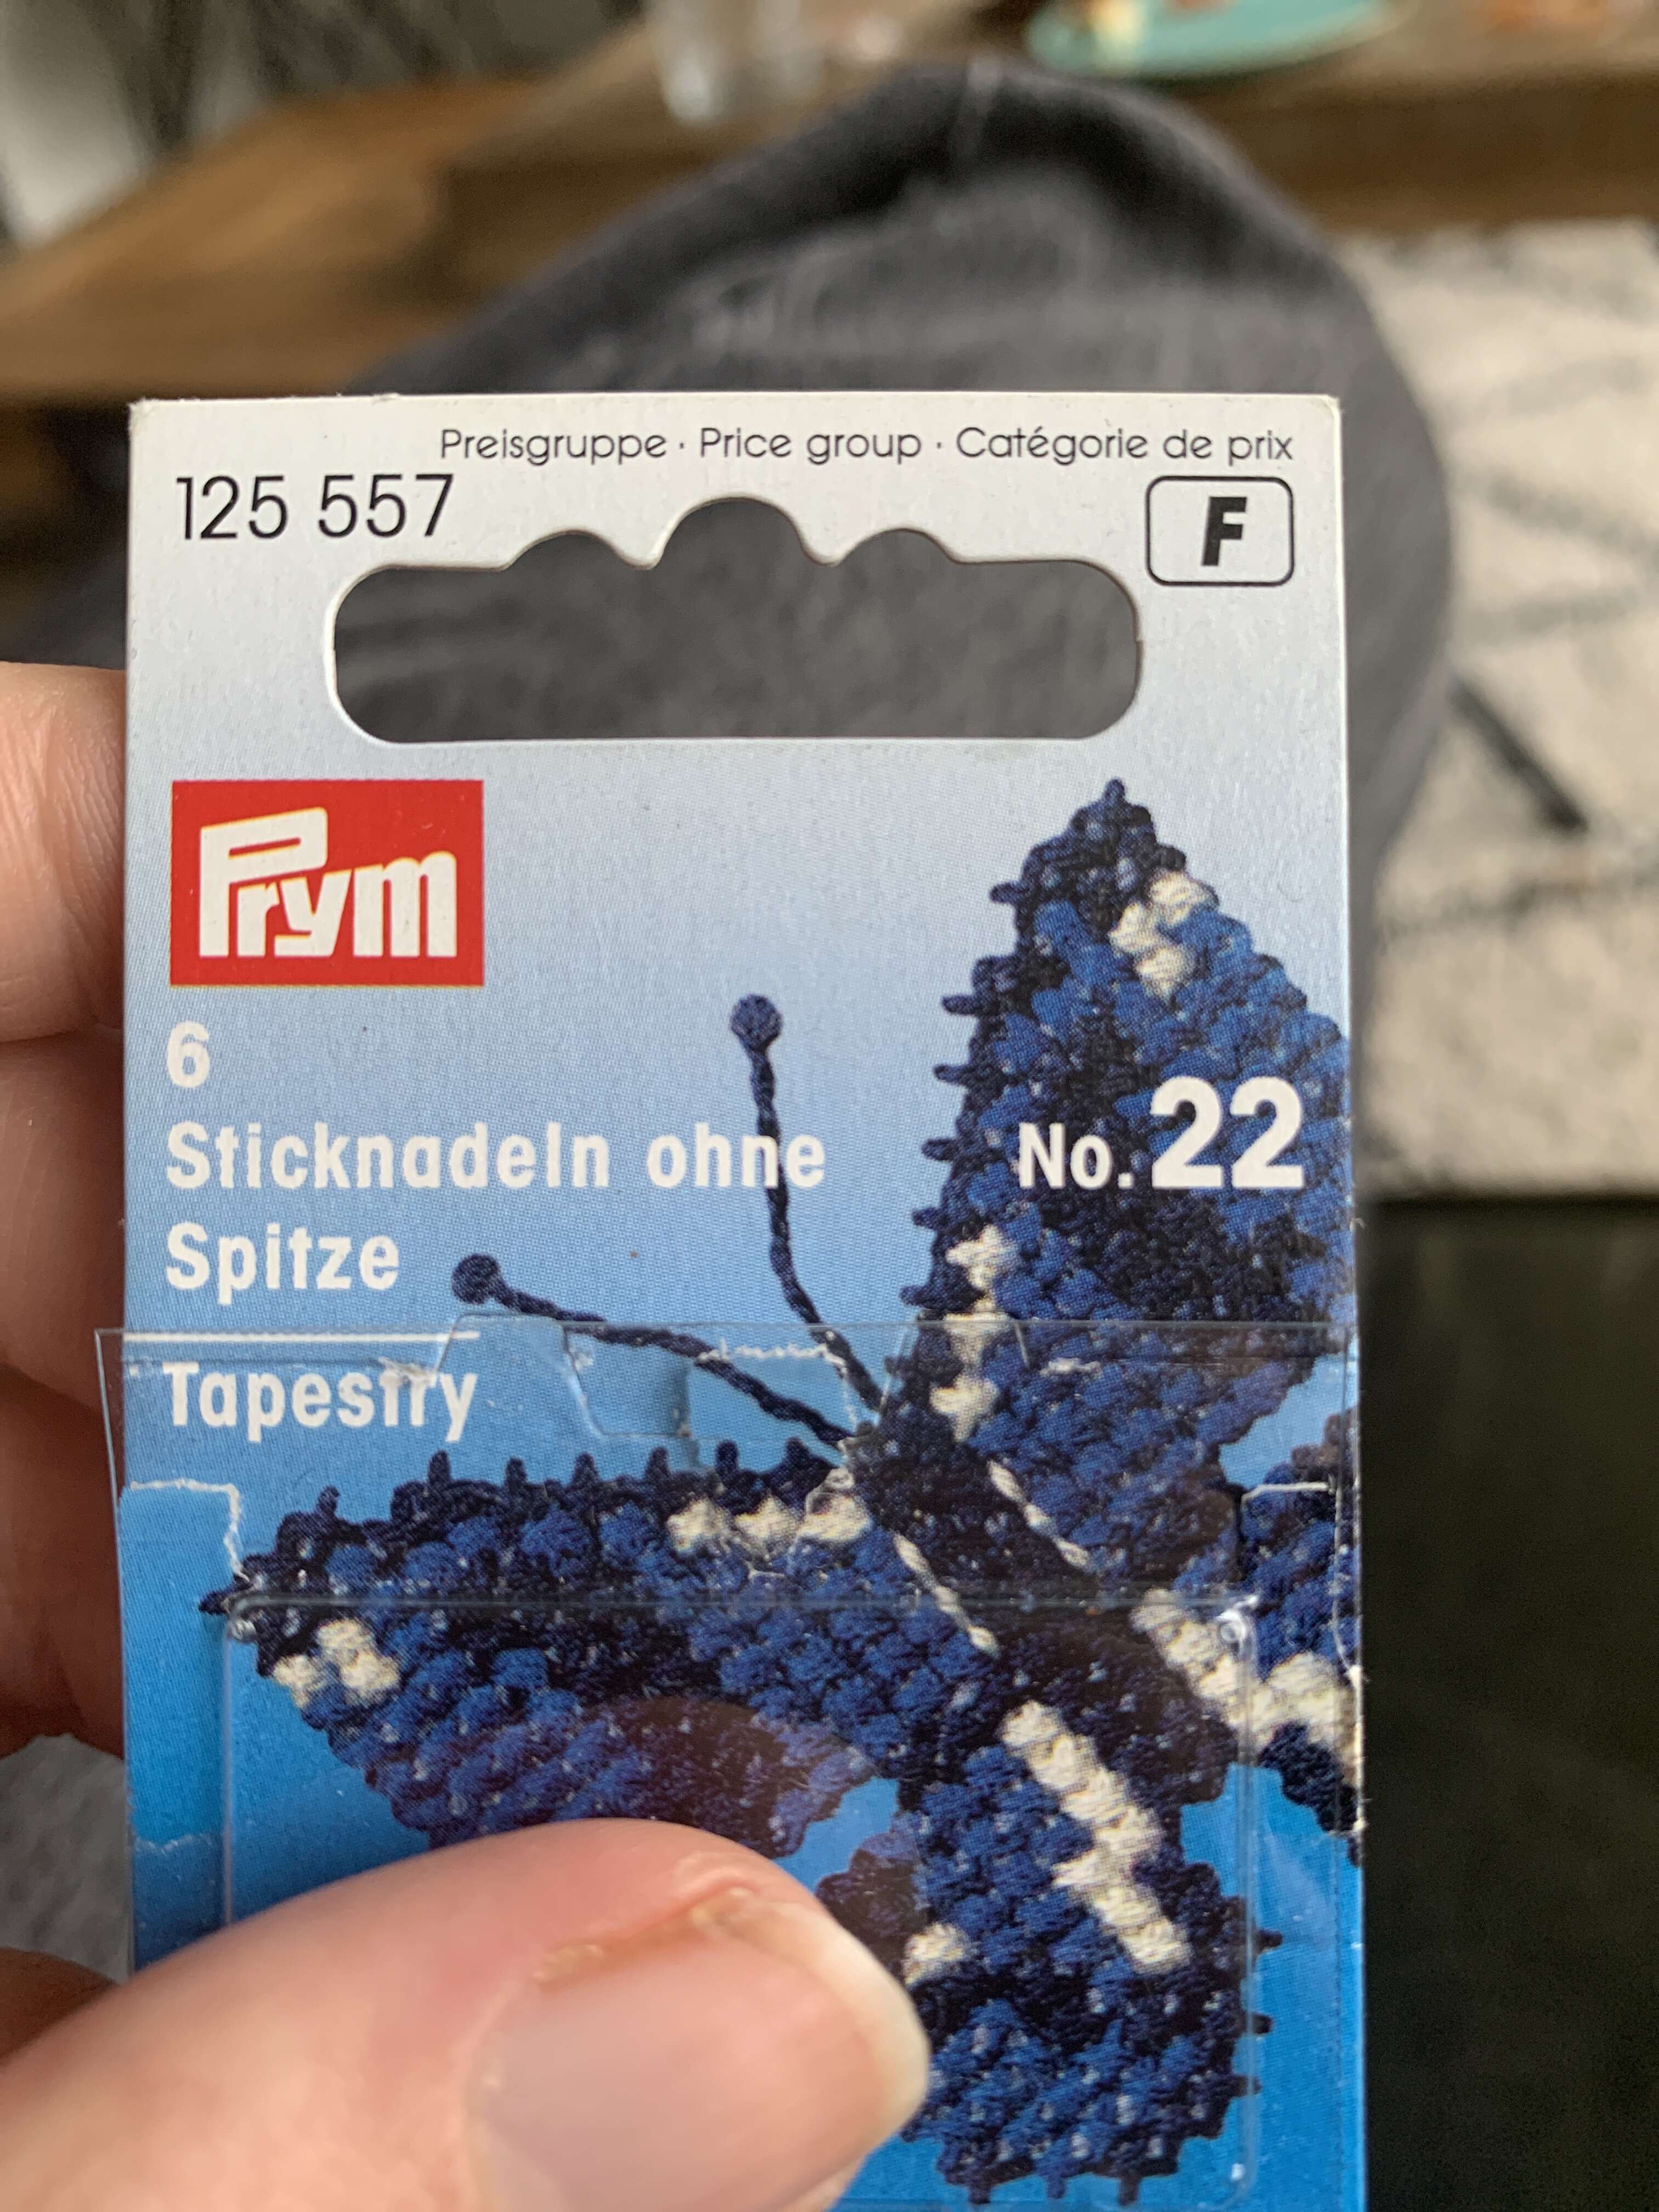 Preisgruppe · Price group · Catégorie de prix
125 557
F
Prym
6
Sticknadeln ohne
Spitze
No. 22
Tapestry